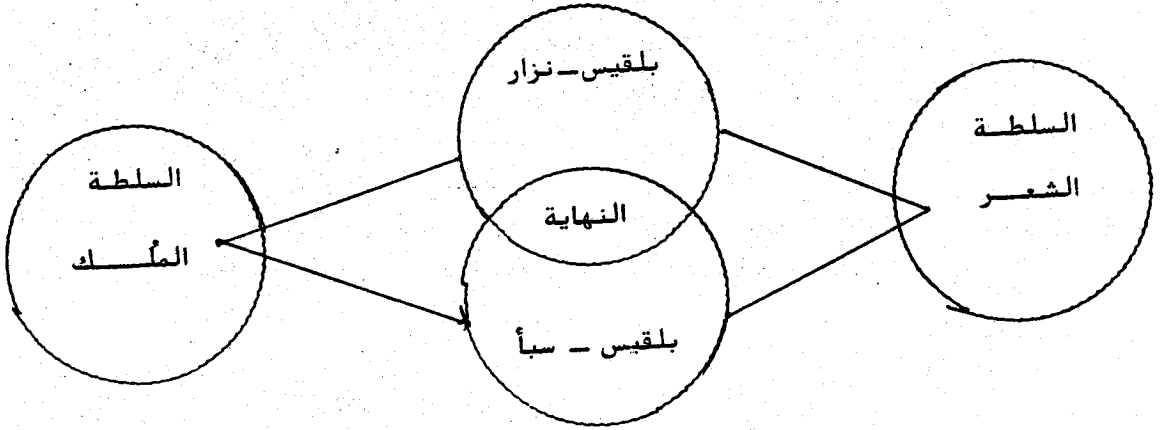 بلقيس ـ نزار
السلطة
الشعر
السلطة
الملك
النهاية
بلقيس ـ سبأ